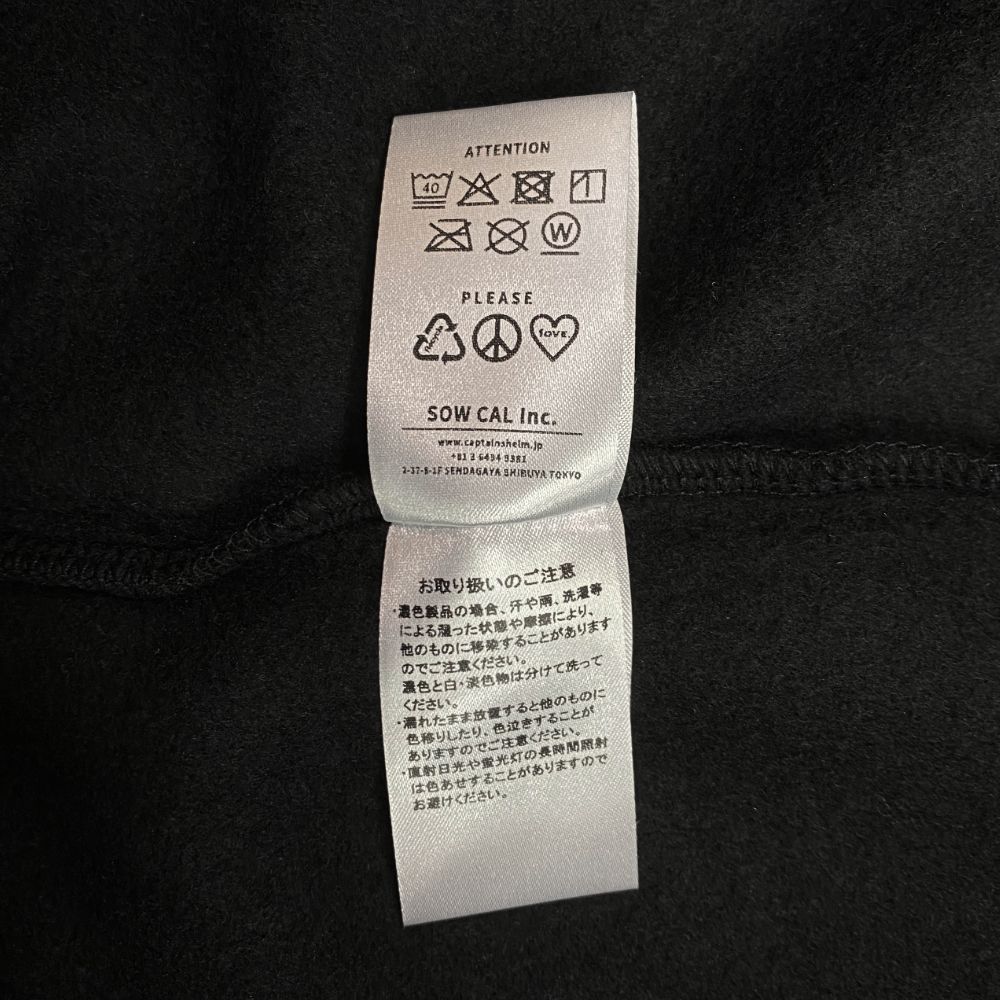 ATTENTION
40
W
PLEASE
Recycle
love.
SOW CAL Inc.
www.captainshelm.jp
+81 3 6434 9381
2-37-8-1F SENDAGAYA SHIBUYA TOKYO
お取り扱いのご注意
・濃色製品の場合、汗や雨、洗濯等
による湿った状態や摩擦により、
他のものに移染することがあります
のでご注意ください。
濃色と白・淡色物は分けて洗って
ください。
・濡れたまま放置すると他のものに
色移りしたり、色泣きすることが
ありますのでご注意ください。
・直射日光や蛍光灯の長時間照射
は色あせすることがありますので
お避けください。